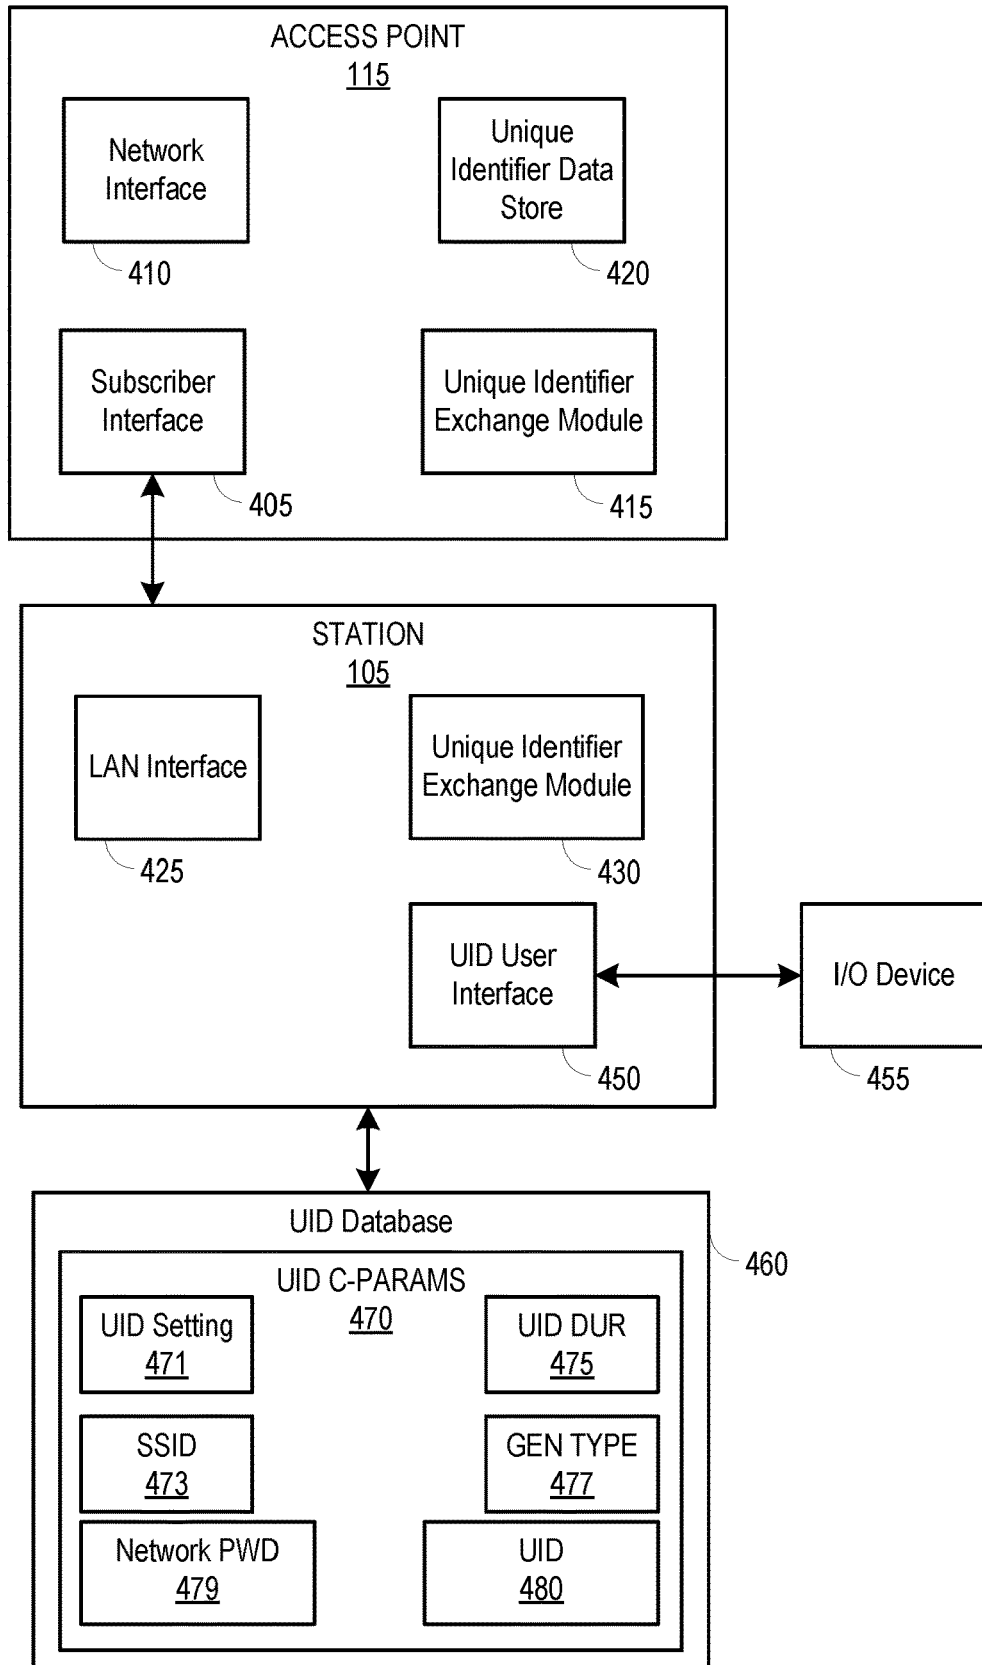 ACCESS POINT
115
Network
Interface
410
Unique
Identifier Data
Store
420
Subscriber
Interface
405
Unique Identifier
Exchange Module
415
STATION
105
LAN Interface
425
Unique Identifier
Exchange Module
430
UID User
Interface
450
I/O Device
455
UID Database
460
UID C-PARAMS
470
UID Setting
471
UID DUR
475
SSID
473
GEN TYPE
477
Network PWD
479
UID
480